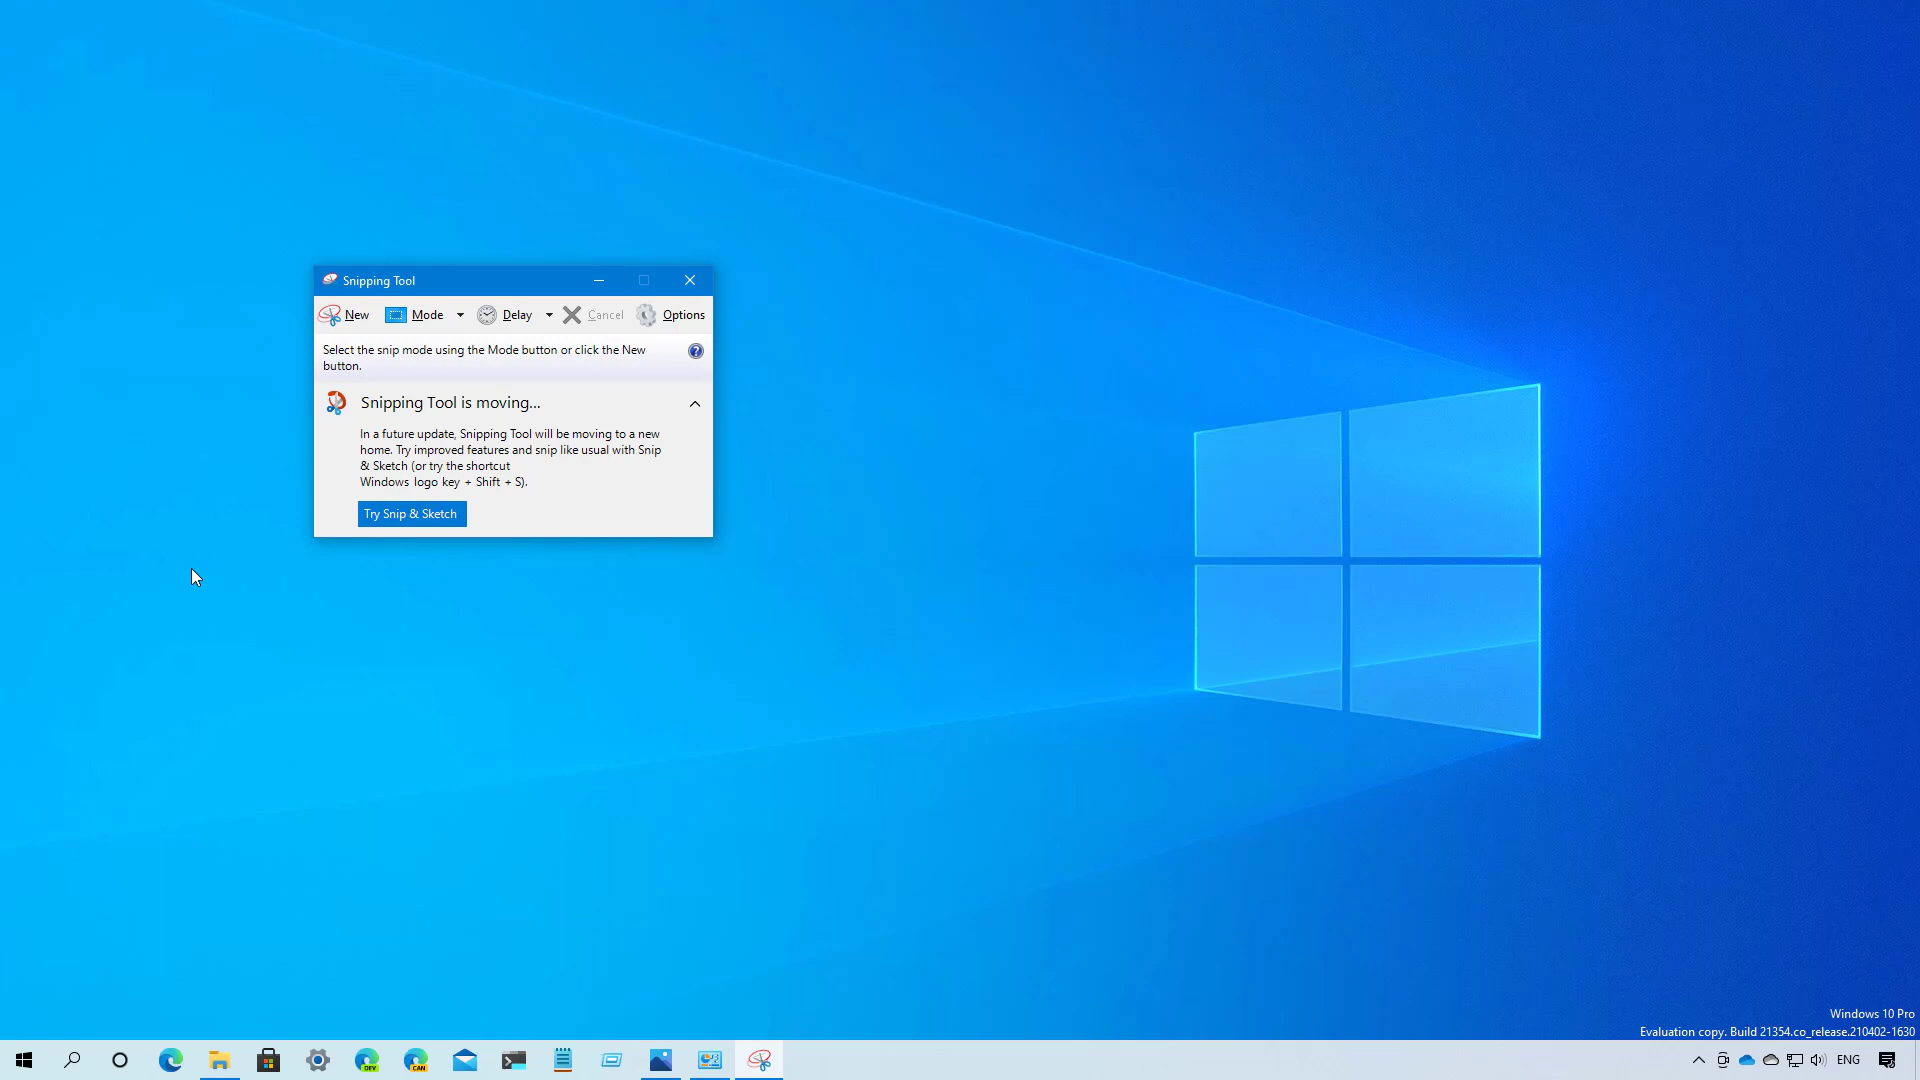 Snipping Tool
New Mode Delay Cancel Options
Select the snip mode using the Mode button or click the New
button.
Snipping Tool is moving...
In a future update, Snipping Tool will be moving to a new
home. Try improved features and snip like usual with Snip
& Sketch (or try the shortcut
Windows logo key + Shift + S).
Try Snip & Sketch
Windows 10 Pro
Evaluation copy. Build 21354.co_release.210402-1630
DEV
CAN
ENG